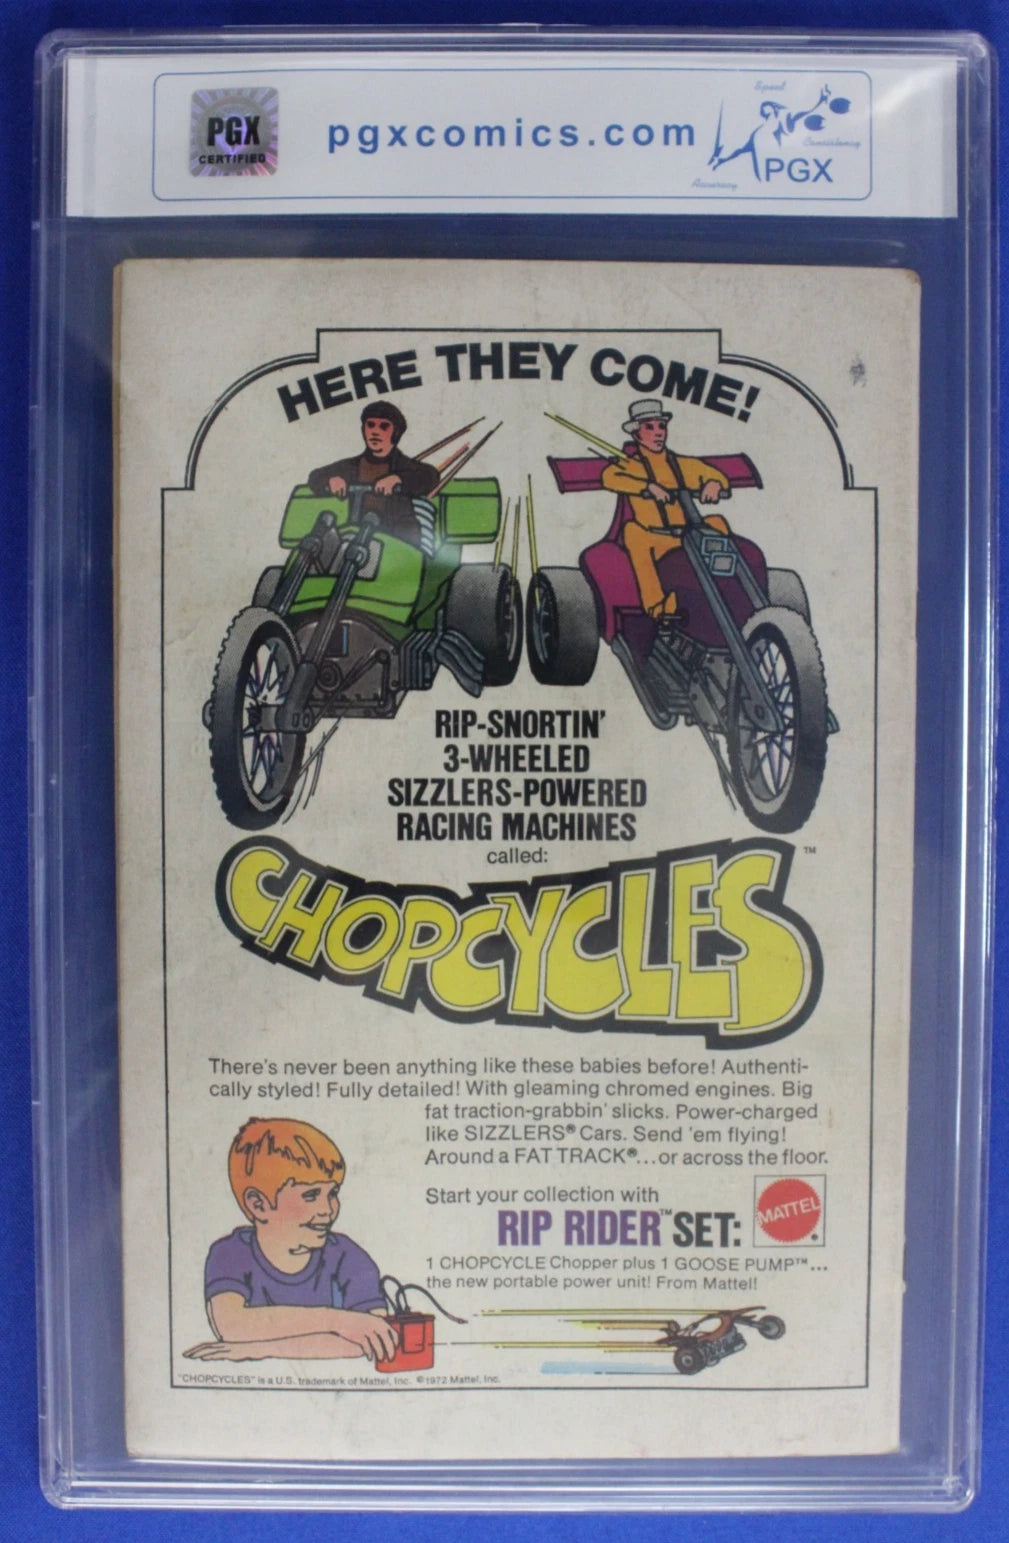 PGX
CERTIFIED
pgxcomics.com
Speed
Consistency
Accuracy
PGX
HERE THEY COME!
RIP-SNORTIN'
3-WHEELED
SIZZLERS-POWERED
RACING MACHINES
called:
CHOPCYCLES™
There's never been anything like these babies before! Authenti-
cally styled! Fully detailed! With gleaming chromed engines. Big
fat traction-grabbin' slicks. Power-charged
like SIZZLERS® Cars. Send 'em flying!
Around a FAT TRACK®...or across the floor.
Start your collection with
RIP RIDER™ SET:
MATTEL®
1 CHOPCYCLE Chopper plus 1 GOOSE PUMP™...
the new portable power unit! From Mattel!
"CHOPCYCLES" is a U.S. trademark of Mattel, Inc. ©1972 Mattel, Inc.